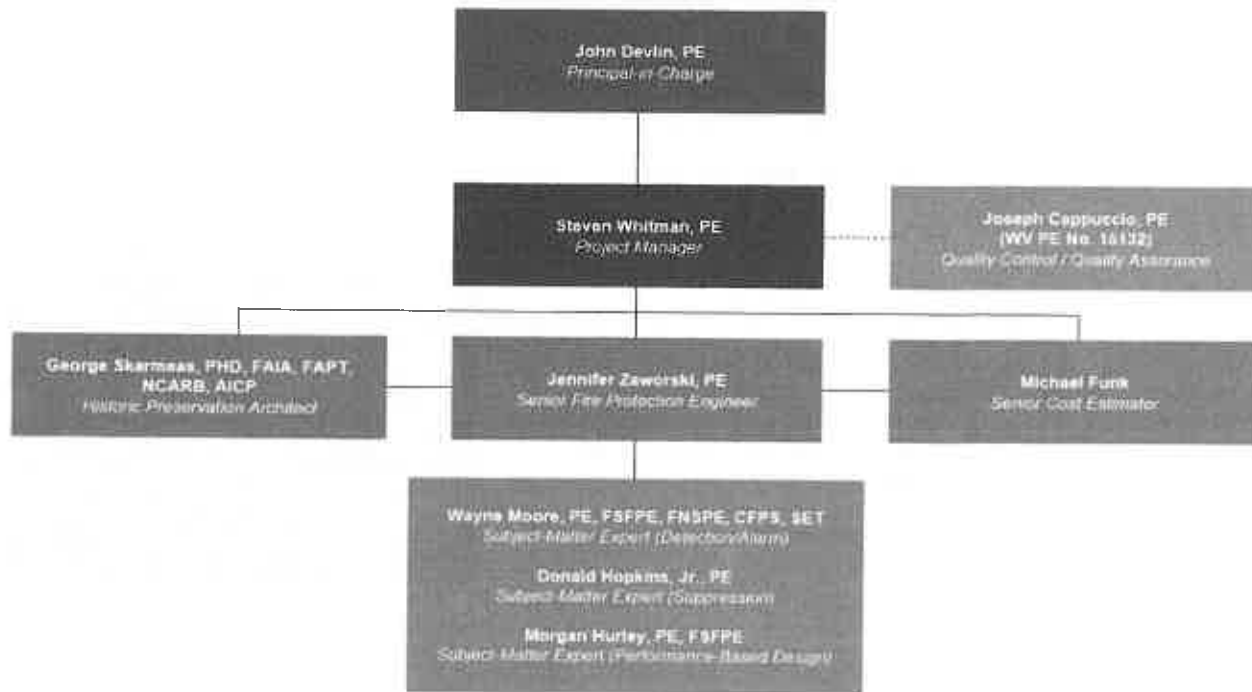 John Devlin, PE
Principal-in-Charge
Steven Whitman, PE
Project Manager
Joseph Cappuccio, PE
(WV PE No. 16132)
Quality Control / Quality Assurance
George Skarmeas, PHD, FAIA, FAPT,
NCARB, AICP
Historic Preservation Architect
Jennifer Zaworski, PE
Senior Fire Protection Engineer
Michael Funk
Senior Cost Estimator
Wayne Moore, PE, FSFPE, FNSPE, CFPS, SET
Subject-Matter Expert (Detection/Alarm)
Donald Hopkins, Jr., PE
Subject-Matter Expert (Suppression)
Morgan Hurley, PE, FSFPE
Subject-Matter Expert (Performance-Based Design)